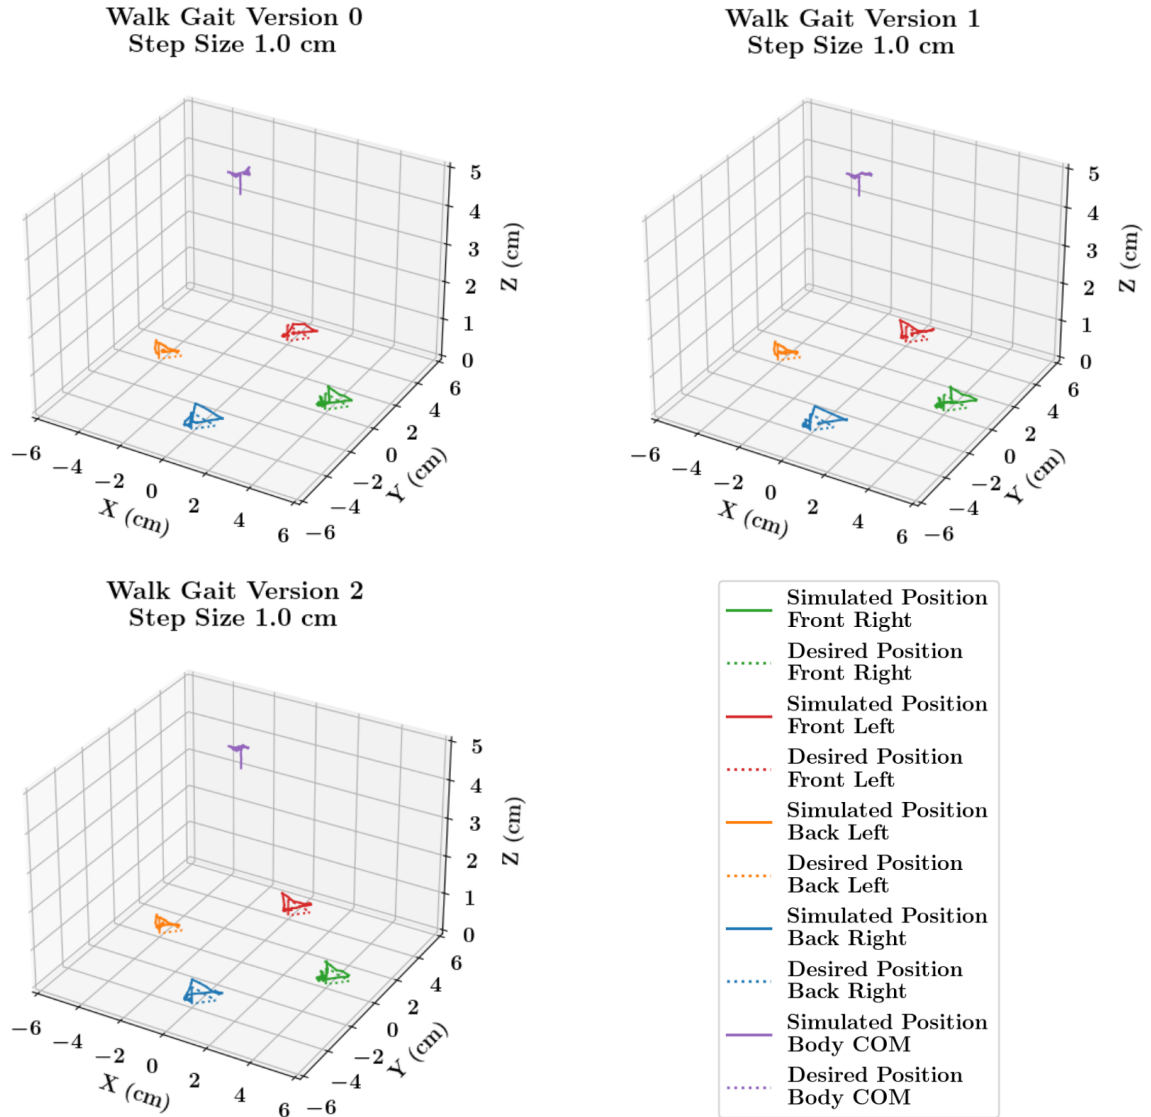 Walk Gait Version 0
Step Size 1.0 cm
5
4
3
2
1
0
Z (cm)
6
4
2
0
−2
−4
−6
Y (cm)
−6
−4
−2
0
2
4
6
X (cm)
Walk Gait Version 1
Step Size 1.0 cm
5
4
3
2
1
0
Z (cm)
6
4
2
0
−2
−4
−6
Y (cm)
−6
−4
−2
0
2
4
6
X (cm)
Walk Gait Version 2
Step Size 1.0 cm
5
4
3
2
1
0
Z (cm)
6
4
2
0
−2
−4
−6
Y (cm)
−6
−4
−2
0
2
4
6
X (cm)
Simulated Position
Front Right
Desired Position
Front Right
Simulated Position
Front Left
Desired Position
Front Left
Simulated Position
Back Left
Desired Position
Back Left
Simulated Position
Back Right
Desired Position
Back Right
Simulated Position
Body COM
Desired Position
Body COM